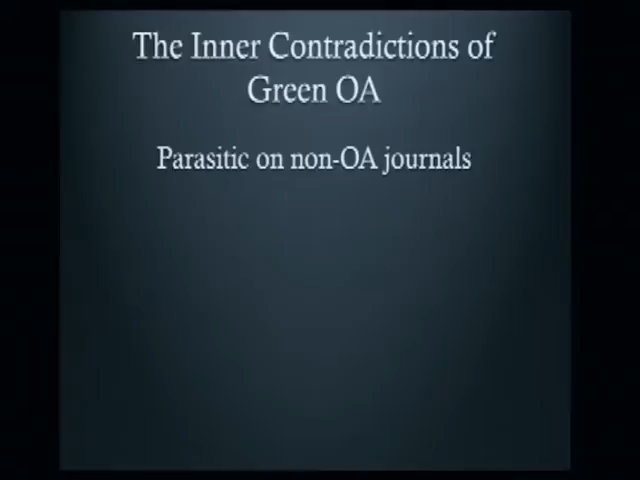 The Inner Contradictions of
Green OA
Parasitic on non-OA journals